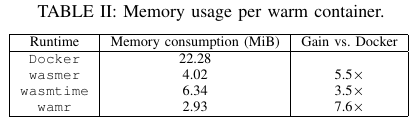 TABLE II: Memory usage per warm container.
Runtime Memory consumption (MiB) Gain vs. Docker
Docker 22.28
wasmer 4.02 5.5×
wasmtime 6.34 3.5×
wamr 2.93 7.6×